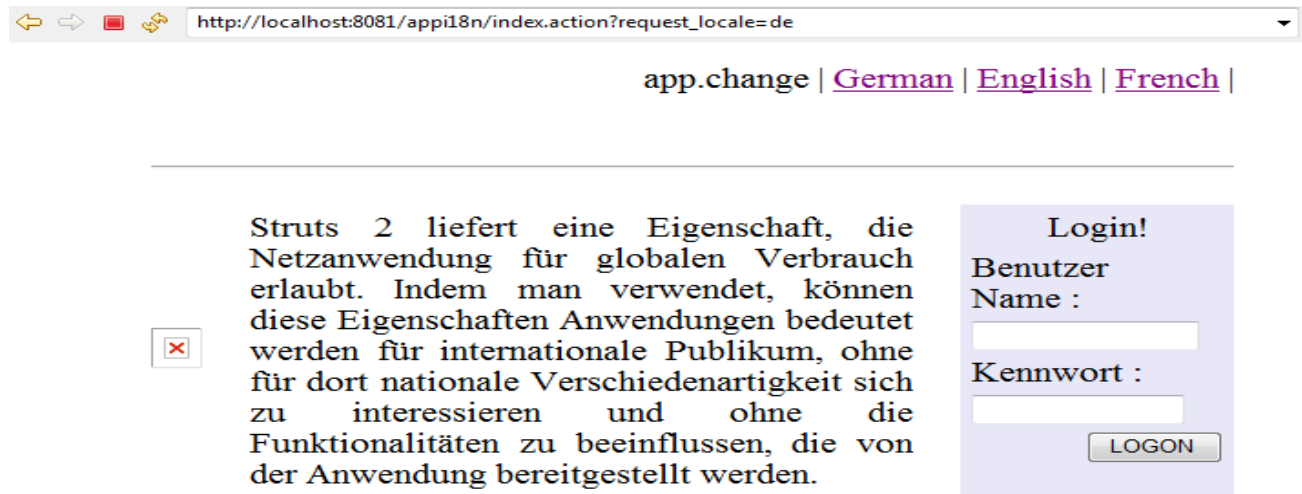 http://localhost:8081/appi18n/index.action?request_locale=de
app.change | German | English | French |
Struts 2 liefert eine Eigenschaft, die
Netzanwendung für globalen Verbrauch
erlaubt. Indem man verwendet, können
diese Eigenschaften Anwendungen bedeutet
werden für internationale Publikum, ohne
für dort nationale Verschiedenartigkeit sich
zu interessieren und ohne die
Funktionalitäten zu beeinflussen, die von
der Anwendung bereitgestellt werden.
Login!
Benutzer
Name :
Kennwort :
LOGON